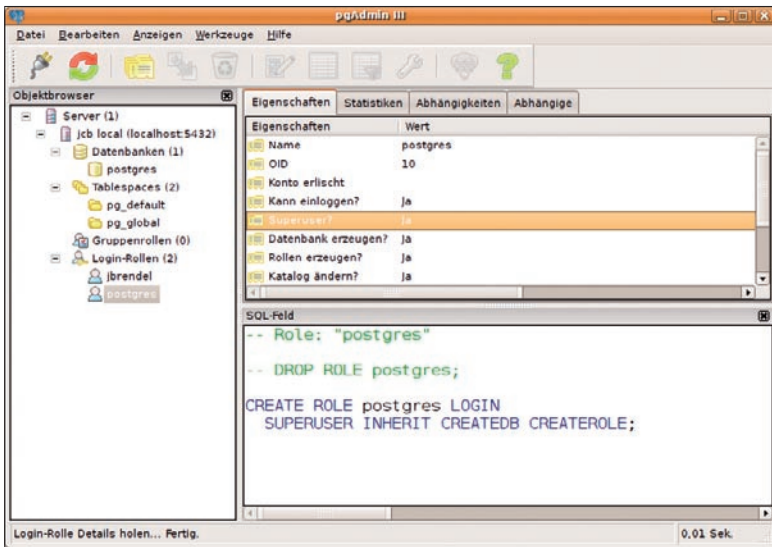 pgAdmin III
Datei Bearbeiten Anzeigen Werkzeuge Hilfe
Objektbrowser
Server (1)
jcb local (localhost:5432)
Datenbanken (1)
postgres
Tablespaces (2)
pg_default
pg_global
Gruppenrollen (0)
Login-Rollen (2)
jbrendel
postgres
Eigenschaften Statistiken Abhängigkeiten Abhängige
Eigenschaften Wert
Name postgres
OID 10
Konto erlischt
Kann einloggen? Ja
Superuser? Ja
Datenbank erzeugen? Ja
Rollen erzeugen? Ja
Katalog ändern? Ja
SQL-Feld
-- Role: "postgres"
-- DROP ROLE postgres;
CREATE ROLE postgres LOGIN
SUPERUSER INHERIT CREATEDB CREATEROLE;
Login-Rolle Details holen... Fertig.
0,01 Sek.